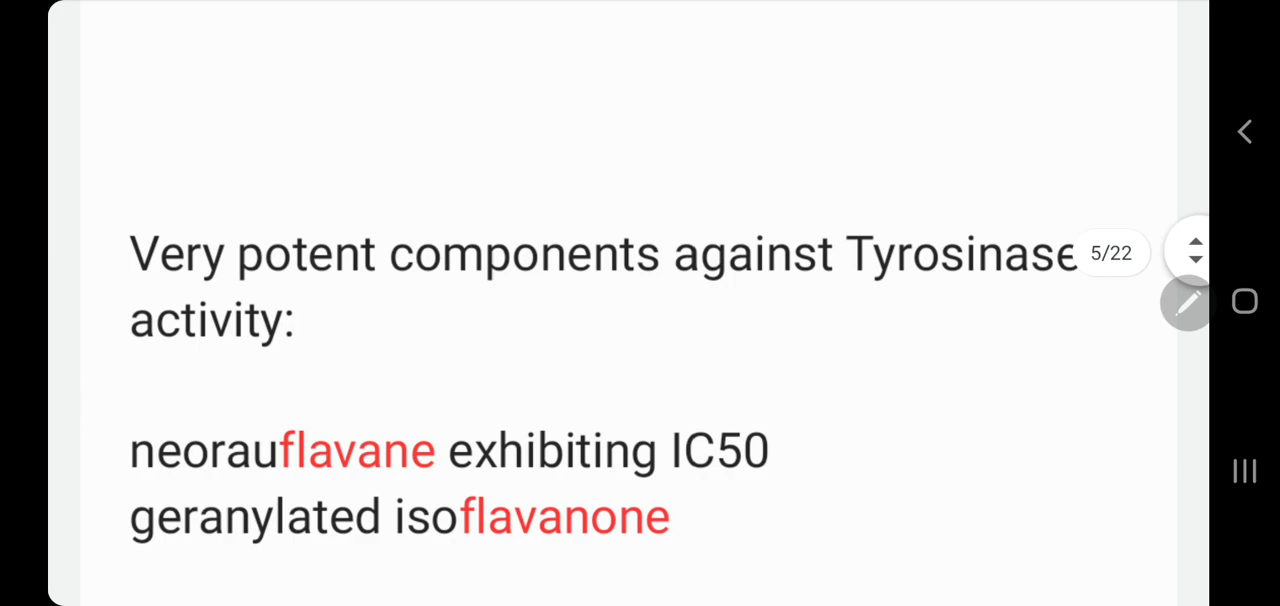 Very potent components against Tyrosinase
5/22
activity:
neorauflavane exhibiting IC50
geranylated isoflavanone